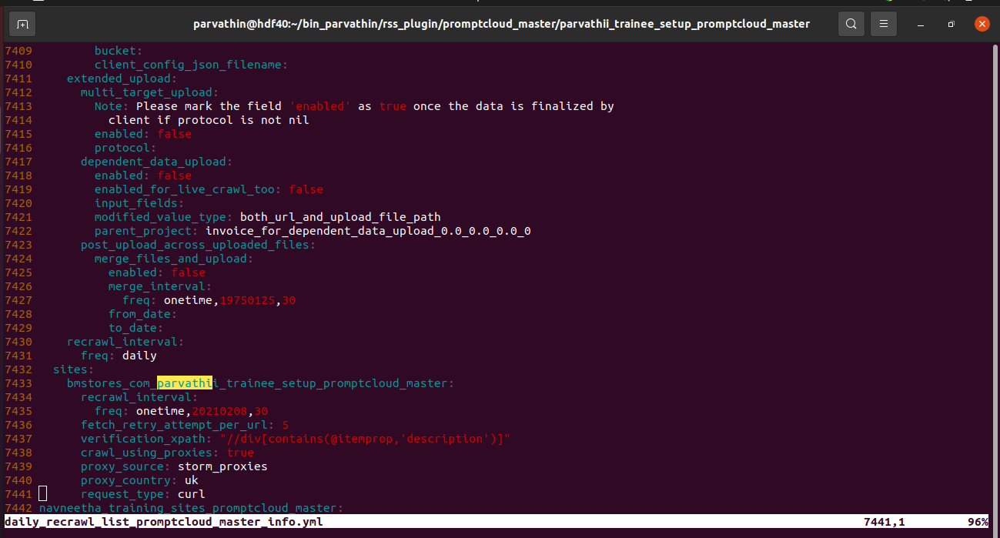 parvathin@hdf40:~/bin_parvathin/rss_plugin/promptcloud_master/parvathii_trainee_setup_promptcloud_master
7409         bucket:
7410         client_config_json_filename:
7411     extended_upload:
7412       multi_target_upload:
7413         Note: Please mark the field 'enabled' as true once the data is finalized by
7414           client if protocol is not nil
7415         enabled: false
7416         protocol:
7417       dependent_data_upload:
7418         enabled: false
7419         enabled_for_live_crawl_too: false
7420         input_fields:
7421         modified_value_type: both_url_and_upload_file_path
7422         parent_project: invoice_for_dependent_data_upload_0.0_0.0_0.0_0
7423       post_upload_across_uploaded_files:
7424         merge_files_and_upload:
7425           enabled: false
7426           merge_interval:
7427             freq: onetime,19750125,30
7428           from_date:
7429           to_date:
7430     recrawl_interval:
7431       freq: daily
7432   sites:
7433     bmstores_com_parvathii_trainee_setup_promptcloud_master:
7434       recrawl_interval:
7435         freq: onetime,20210208,30
7436       fetch_retry_attempt_per_url: 5
7437       verification_xpath: "//div[contains(@itemprop,'description')]"
7438       crawl_using_proxies: true
7439       proxy_source: storm_proxies
7440       proxy_country: uk
7441       request_type: curl
7442 navneetha_training_sites_promptcloud_master:
daily_recrawl_list_promptcloud_master_info.yml 7441,1 96%